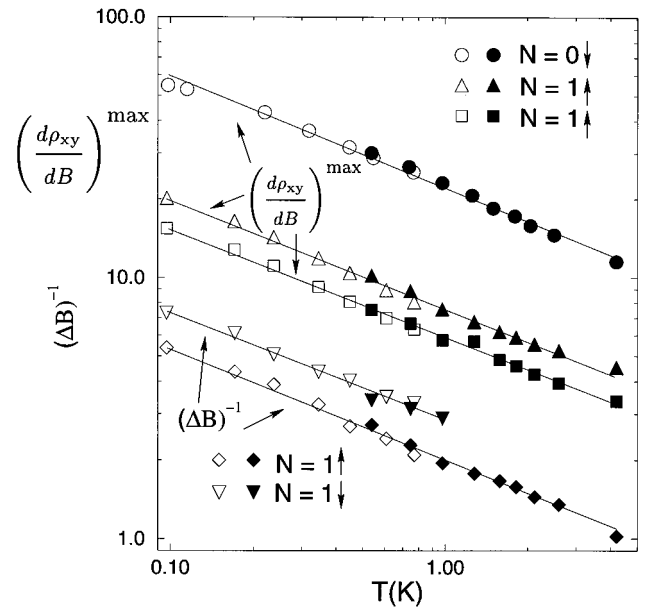 100.0
N = 0↓
N = 1↑
N = 1↑
max
(dρxy/dB)
max
(dρxy/dB)
10.0
(ΔB)⁻¹
(ΔB)⁻¹
N = 1↑
N = 1↓
1.0
0.10
1.00
T(K)